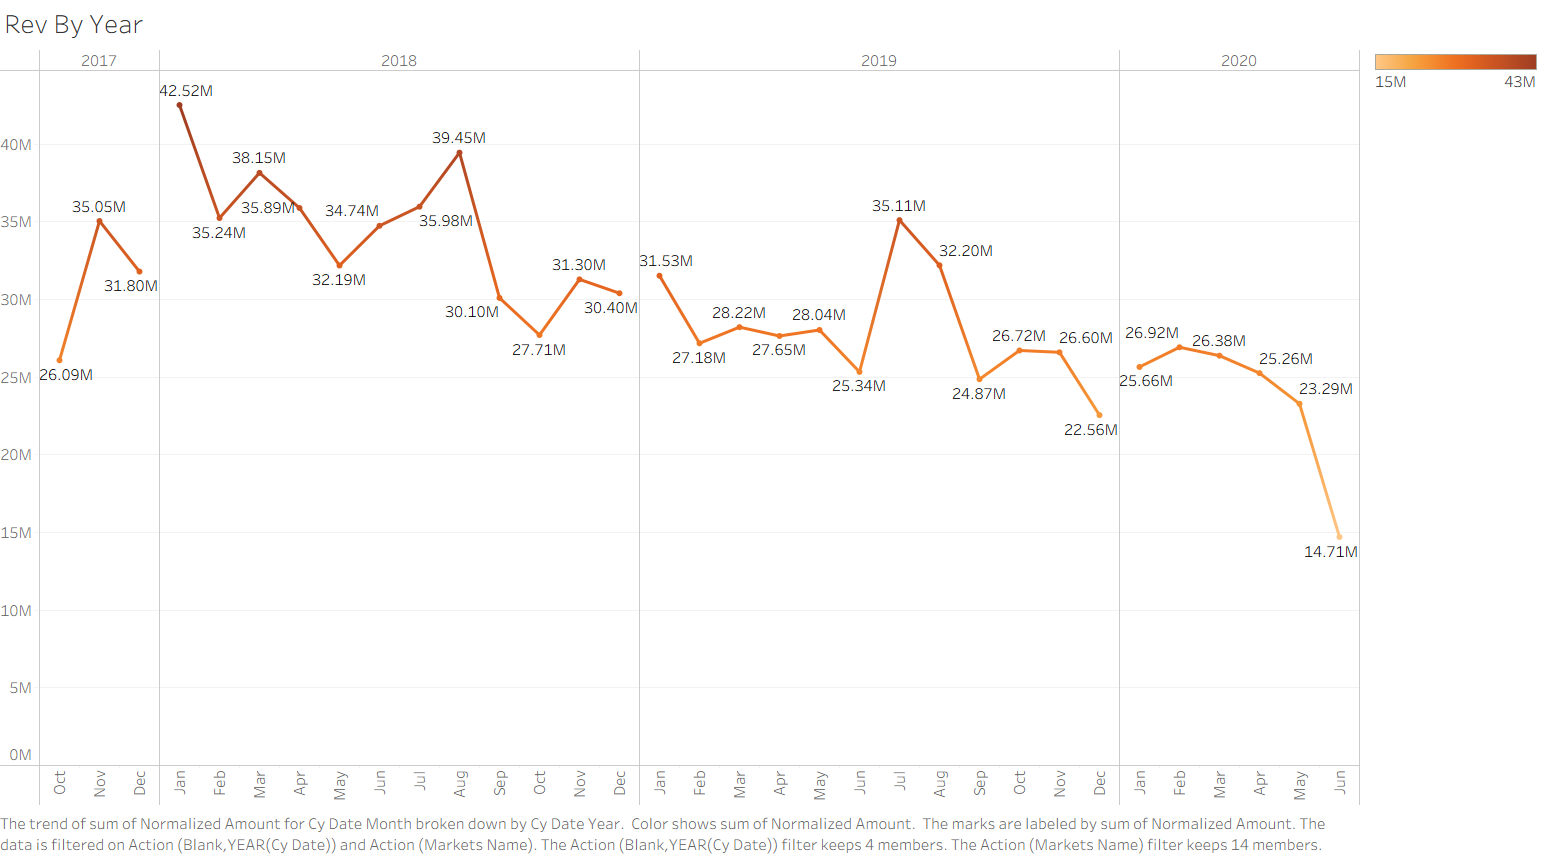 Rev By Year
2017 2018 2019 2020
15M 43M
40M
35M
30M
25M
20M
15M
10M
5M
0M
26.09M
35.05M
31.80M
42.52M
35.24M
38.15M
35.89M
32.19M
34.74M
35.98M
39.45M
30.10M
27.71M
31.30M
30.40M
31.53M
27.18M
28.22M
27.65M
28.04M
25.34M
35.11M
32.20M
24.87M
26.72M
26.60M
22.56M
25.66M
26.92M
26.38M
25.26M
23.29M
14.71M
Oct Nov Dec Jan Feb Mar Apr May Jun Jul Aug Sep Oct Nov Dec Jan Feb Mar Apr May Jun Jul Aug Sep Oct Nov Dec Jan Feb Mar Apr May Jun
The trend of sum of Normalized Amount for Cy Date Month broken down by Cy Date Year. Color shows sum of Normalized Amount. The marks are labeled by sum of Normalized Amount. The
data is filtered on Action (Blank,YEAR(Cy Date)) and Action (Markets Name). The Action (Blank,YEAR(Cy Date)) filter keeps 4 members. The Action (Markets Name) filter keeps 14 members.